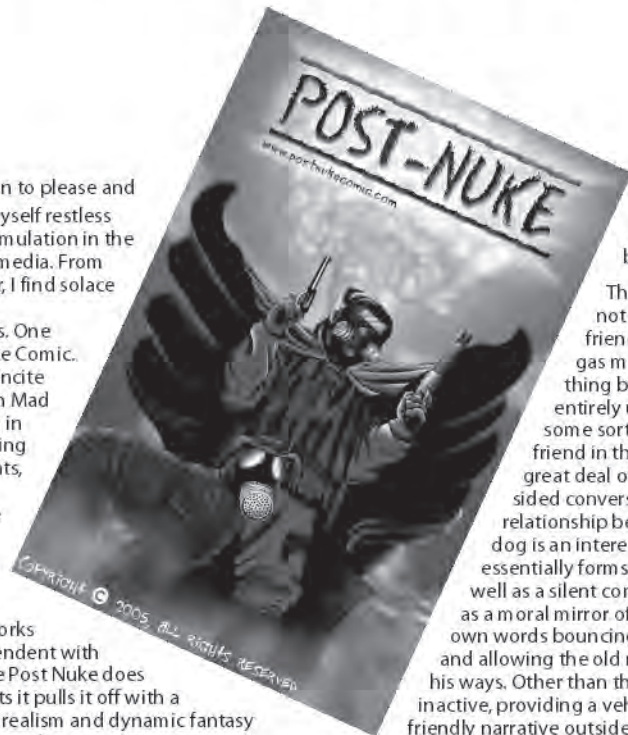 n to please and
yself restless
mulation in the
media. From
r, I find solace
s. One
e Comic.
ncite
n Mad
in
ing
ts,
orks
endent with
e Post Nuke does
ts it pulls it off with a
realism and dynamic fantasy
POST-NUKE
www.postnukecomic.com
COPYRIGHT © 2005, ALL RIGHTS RESERVED
b
Th
not
frien
gas m
thing b
entirely u
some sort
friend in th
great deal o
sided convers
relationship be
dog is an intere
essentially forms
well as a silent con
as a moral mirror of
own words bouncing
and allowing the old m
his ways. Other than th
inactive, providing a veh
friendly narrative outside